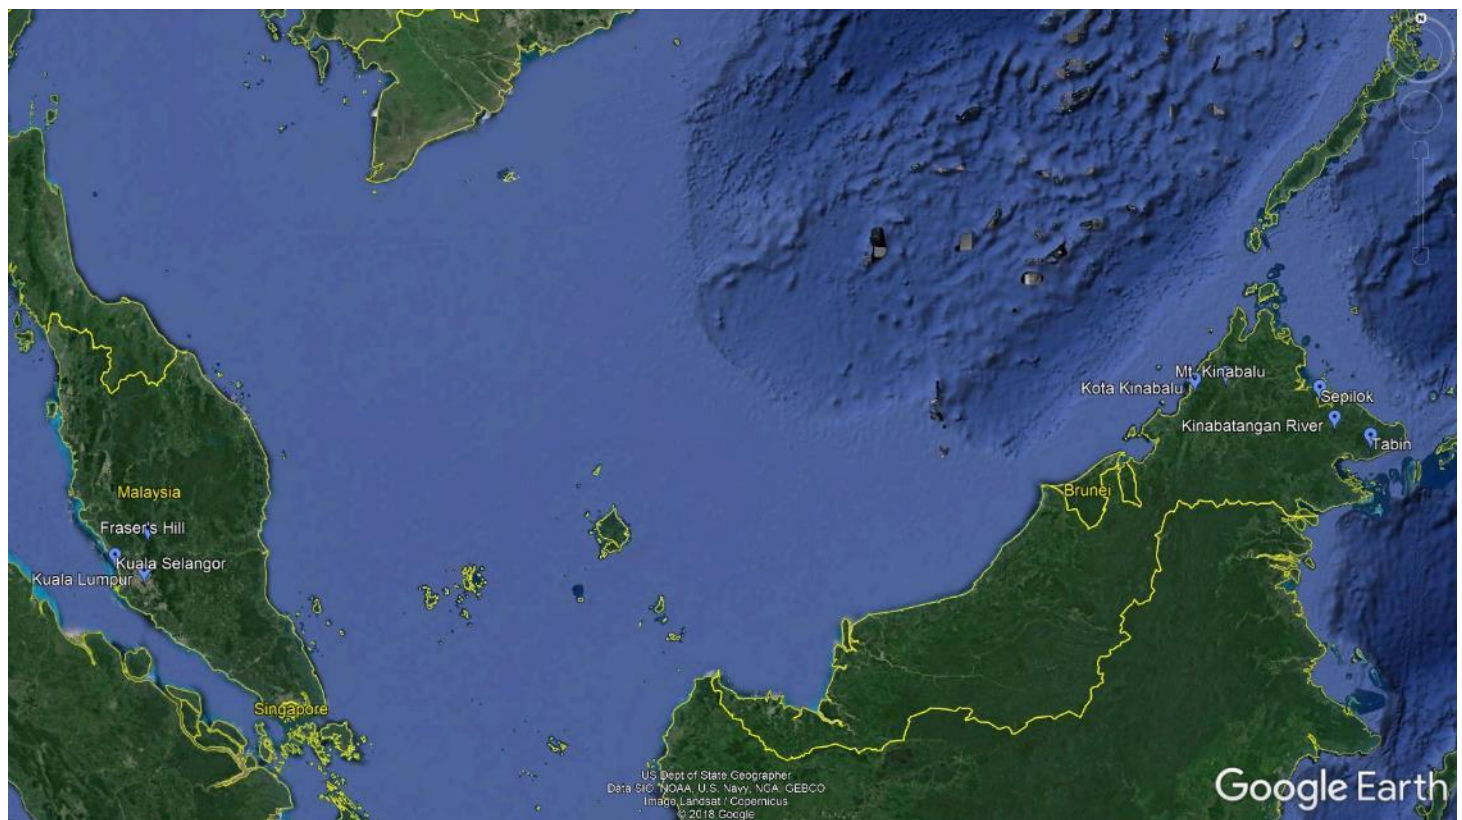 N
Mt. Kinabalu
Kota Kinabalu
Sepilok
Kinabatangan River
Tabin
Malaysia
Brunei
Fraser's Hill
Kuala Selangor
Kuala Lumpur
Singapore
US Dept of State Geographer
Data SIO, NOAA, U.S. Navy, NGA, GEBCO
Image Landsat / Copernicus
© 2018 Google
Google Earth